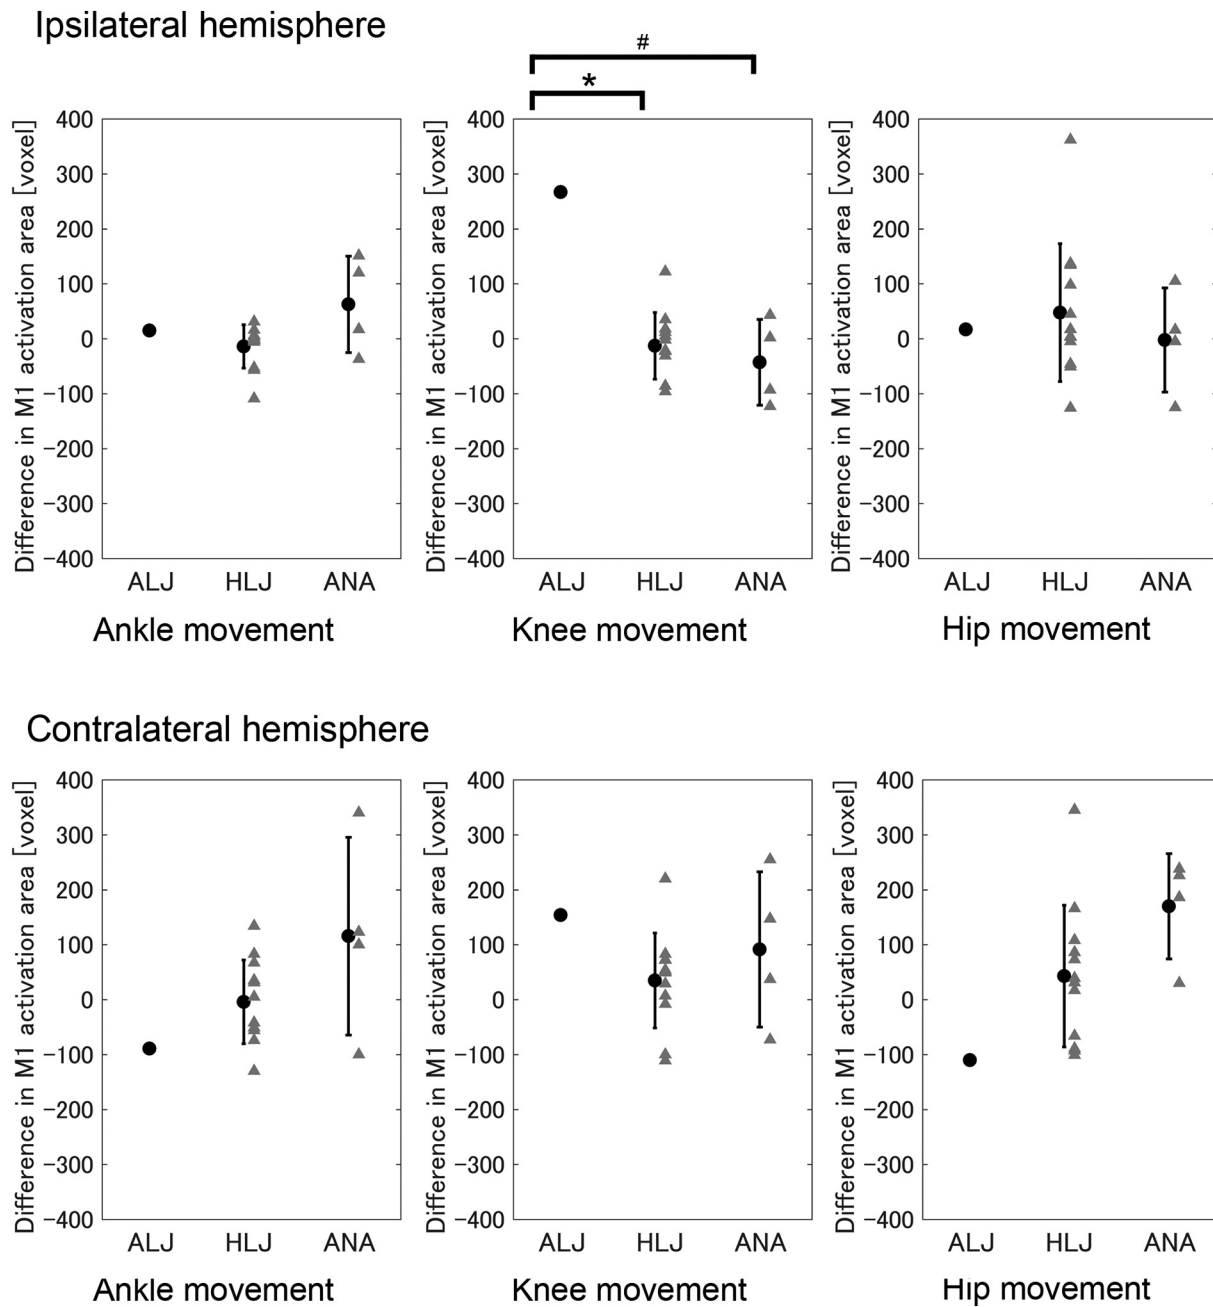 Ipsilateral hemisphere
#
*
Difference in M1 activation area [voxel]
400
300
200
100
0
−100
−200
−300
−400
ALJ HLJ ANA
Ankle movement
Difference in M1 activation area [voxel]
400
300
200
100
0
−100
−200
−300
−400
ALJ HLJ ANA
Knee movement
Difference in M1 activation area [voxel]
400
300
200
100
0
−100
−200
−300
−400
ALJ HLJ ANA
Hip movement
Contralateral hemisphere
Difference in M1 activation area [voxel]
400
300
200
100
0
−100
−200
−300
−400
ALJ HLJ ANA
Ankle movement
Difference in M1 activation area [voxel]
400
300
200
100
0
−100
−200
−300
−400
ALJ HLJ ANA
Knee movement
Difference in M1 activation area [voxel]
400
300
200
100
0
−100
−200
−300
−400
ALJ HLJ ANA
Hip movement